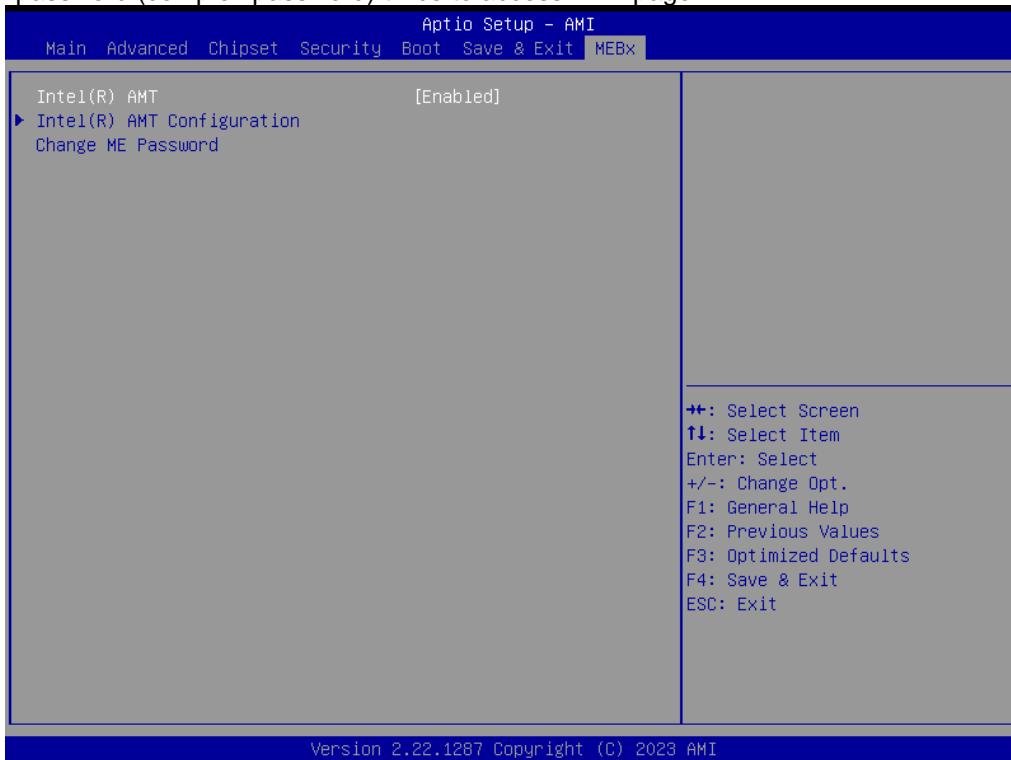 Aptio Setup – AMI
Main Advanced Chipset Security Boot Save & Exit MEBx
Intel(R) AMT [Enabled]
Intel(R) AMT Configuration
Change ME Password
→←: Select Screen
↑↓: Select Item
Enter: Select
+/-: Change Opt.
F1: General Help
F2: Previous Values
F3: Optimized Defaults
F4: Save & Exit
ESC: Exit
Version 2.22.1287 Copyright (C) 2023 AMI